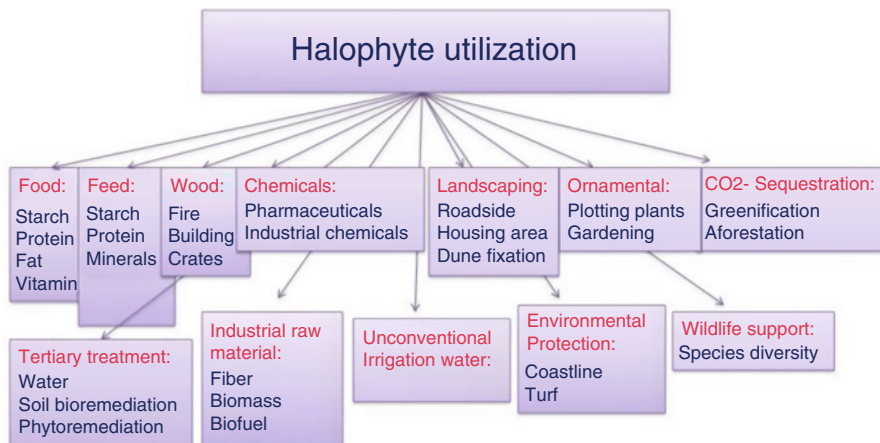 Halophyte utilization
Food:
Starch
Protein
Fat
Vitamin
Feed:
Starch
Protein
Minerals
Wood:
Fire
Building
Crates
Chemicals:
Pharmaceuticals
Industrial chemicals
Landscaping:
Roadside
Housing area
Dune fixation
Ornamental:
Plotting plants
Gardening
CO2- Sequestration:
Greenification
Aforestation
Tertiary treatment:
Water
Soil bioremediation
Phytoremediation
Industrial raw
material:
Fiber
Biomass
Biofuel
Unconventional
Irrigation water:
Environmental
Protection:
Coastline
Turf
Wildlife support:
Species diversity